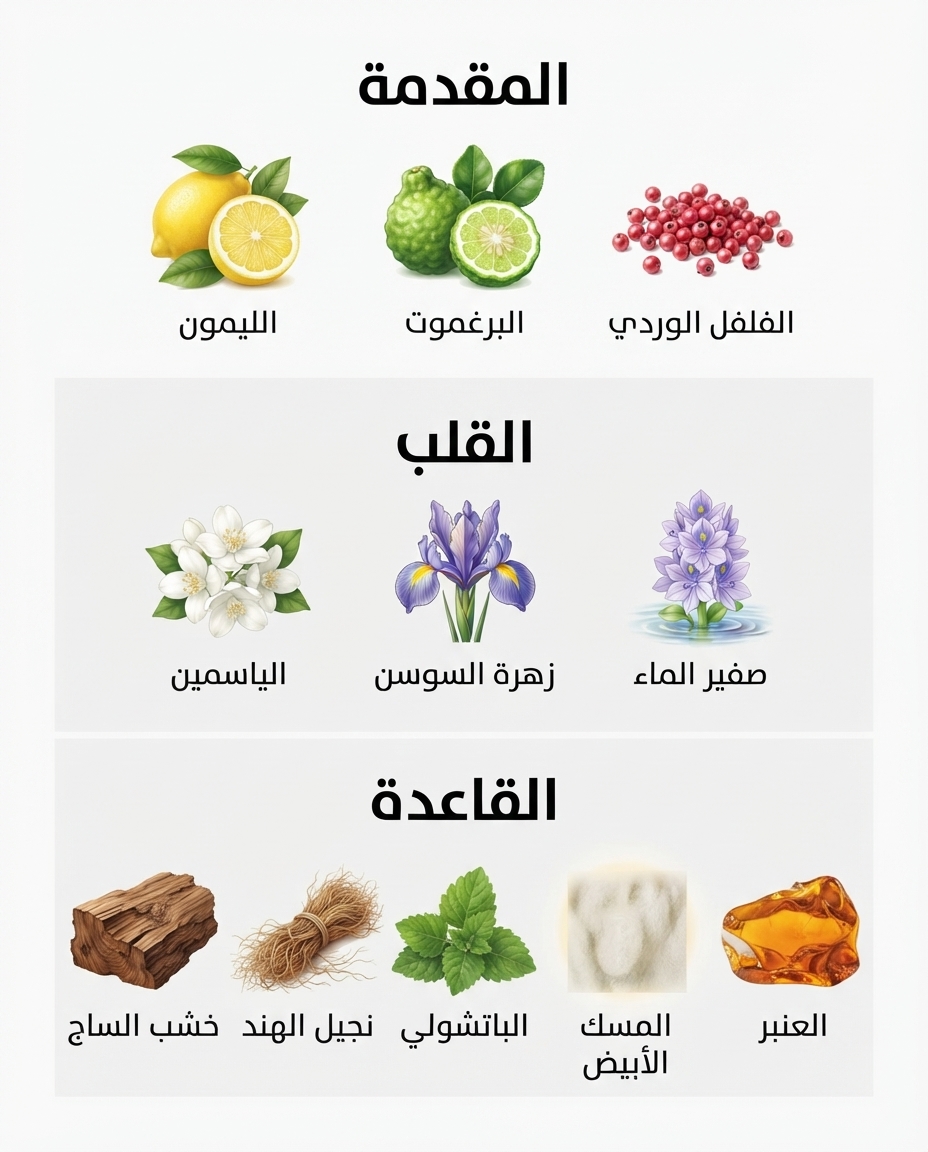 المقدمة
الفلفل الوردي
البرغموت
الليمون
القلب
صفير الماء
زهرة السوسن
الياسمين
القاعدة
العنبر
المسك
الأبيض
الباتشولي
نجيل الهند
خشب الساج